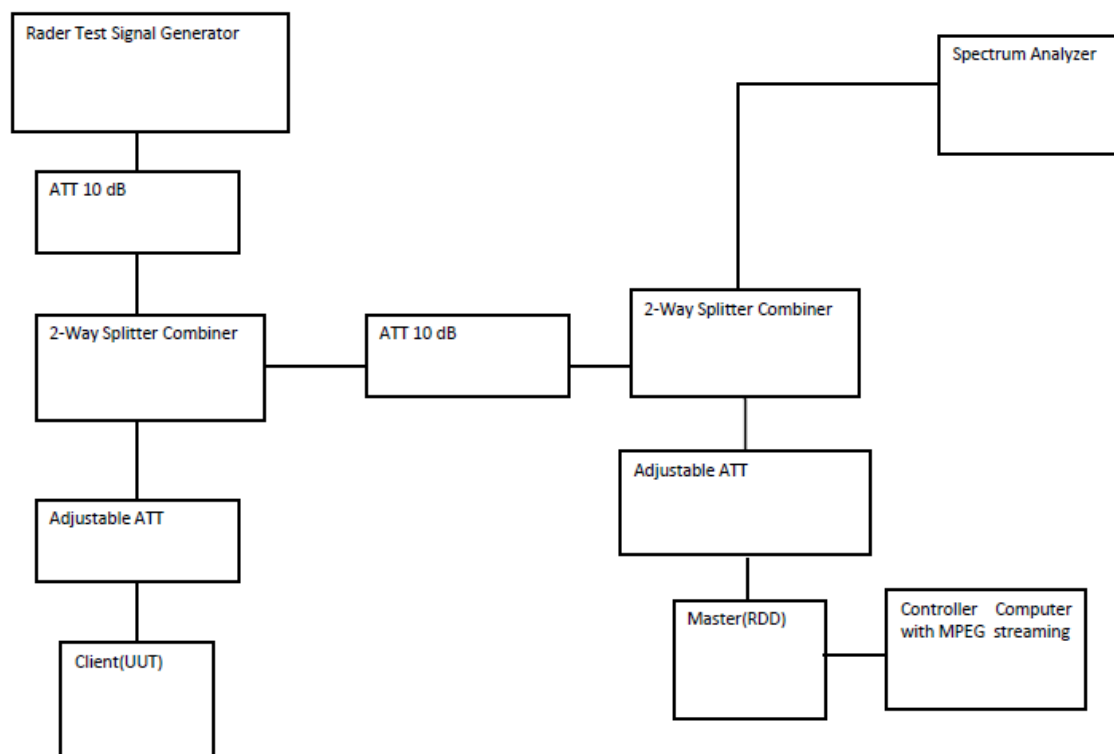 Rader Test Signal Generator
Spectrum Analyzer
ATT 10 dB
2-Way Splitter Combiner
ATT 10 dB
2-Way Splitter Combiner
Adjustable ATT
Adjustable ATT
Client(UUT)
Master(RDD)
Controller Computer
with MPEG streaming